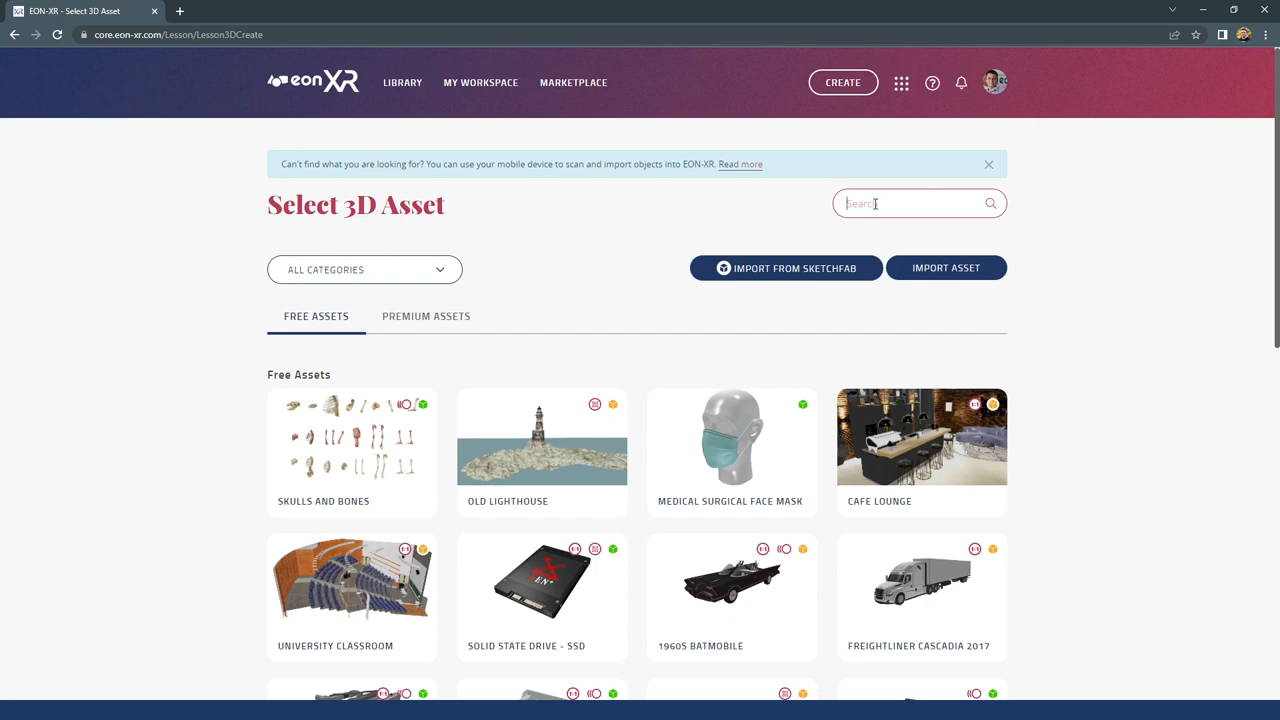 EON-XR - Select 3D Asset
core.eon-xr.com/Lesson/Lesson3DCreate
eon XR
LIBRARY
MY WORKSPACE
MARKETPLACE
CREATE
Can't find what you are looking for? You can use your mobile device to scan and import objects into EON-XR. Read more
Select 3D Asset
Search
ALL CATEGORIES
IMPORT FROM SKETCHFAB
IMPORT ASSET
FREE ASSETS
PREMIUM ASSETS
Free Assets
SKULLS AND BONES
OLD LIGHTHOUSE
MEDICAL SURGICAL FACE MASK
CAFE LOUNGE
UNIVERSITY CLASSROOM
SOLID STATE DRIVE - SSD
1960S BATMOBILE
FREIGHTLINER CASCADIA 2017